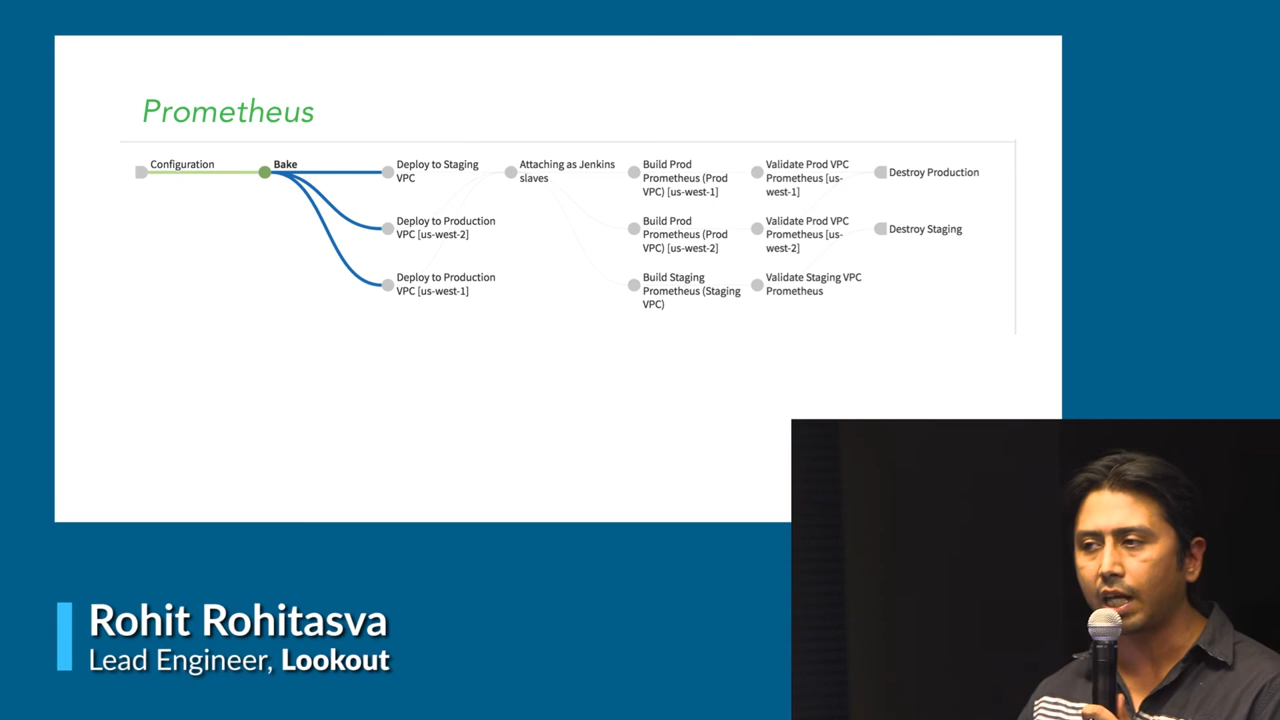 Prometheus
Configuration
Bake
Deploy to Staging
VPC
Deploy to Production
VPC [us-west-2]
Deploy to Production
VPC [us-west-1]
Attaching as Jenkins
slaves
Build Prod
Prometheus (Prod
VPC) [us-west-1]
Build Prod
Prometheus (Prod
VPC) [us-west-2]
Build Staging
Prometheus (Staging
VPC)
Validate Prod VPC
Prometheus [us-
west-1]
Validate Prod VPC
Prometheus [us-
west-2]
Validate Staging VPC
Prometheus
Destroy Production
Destroy Staging
Rohit Rohitasva
Lead Engineer, Lookout